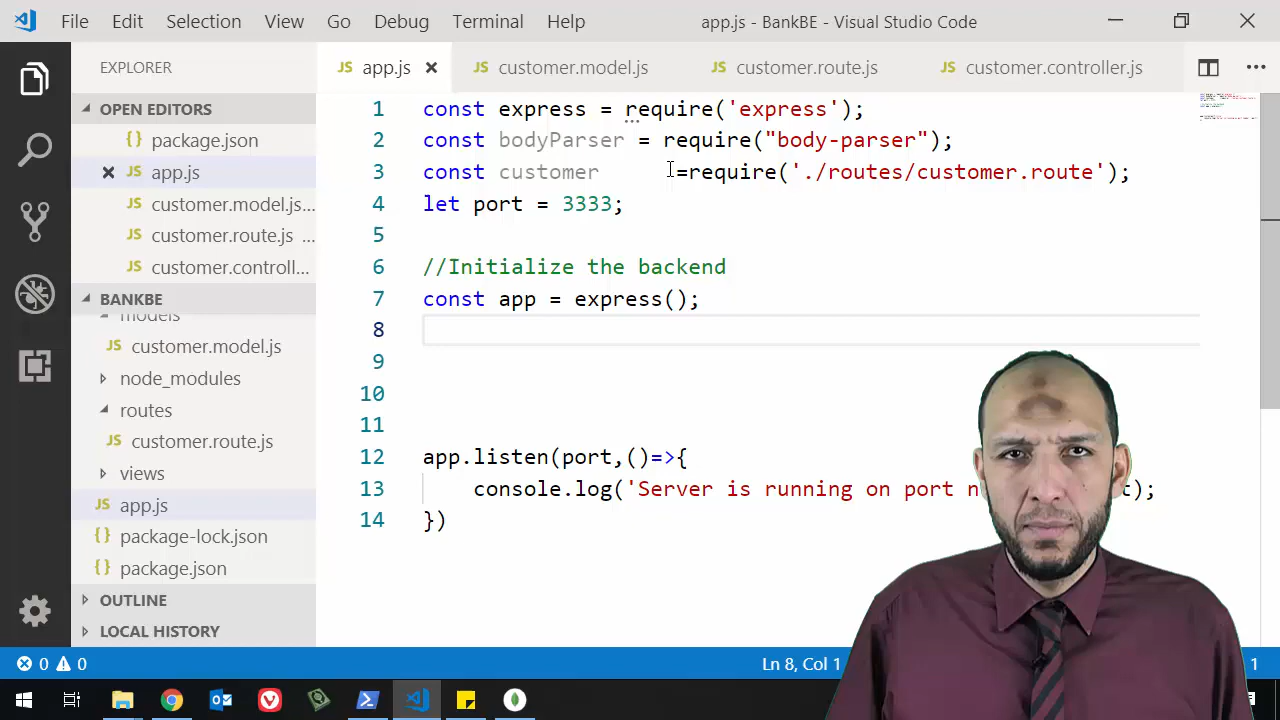 File Edit Selection View Go Debug Terminal Help app.js - BankBE - Visual Studio Code
EXPLORER
OPEN EDITORS
package.json
app.js
customer.model.js...
customer.route.js ...
customer.controll...
BANKBE
models
customer.model.js
node_modules
routes
customer.route.js
views
app.js
package-lock.json
package.json
OUTLINE
LOCAL HISTORY
JS app.js customer.model.js customer.route.js customer.controller.js
1 const express = require('express');
2 const bodyParser = require("body-parser");
3 const customer =require('./routes/customer.route');
4 let port = 3333;
5
6 //Initialize the backend
7 const app = express();
8
9
10
11
12 app.listen(port,()=>{
13 console.log('Server is running on port n t);
14 })
0 0 Ln 8, Col 1 1